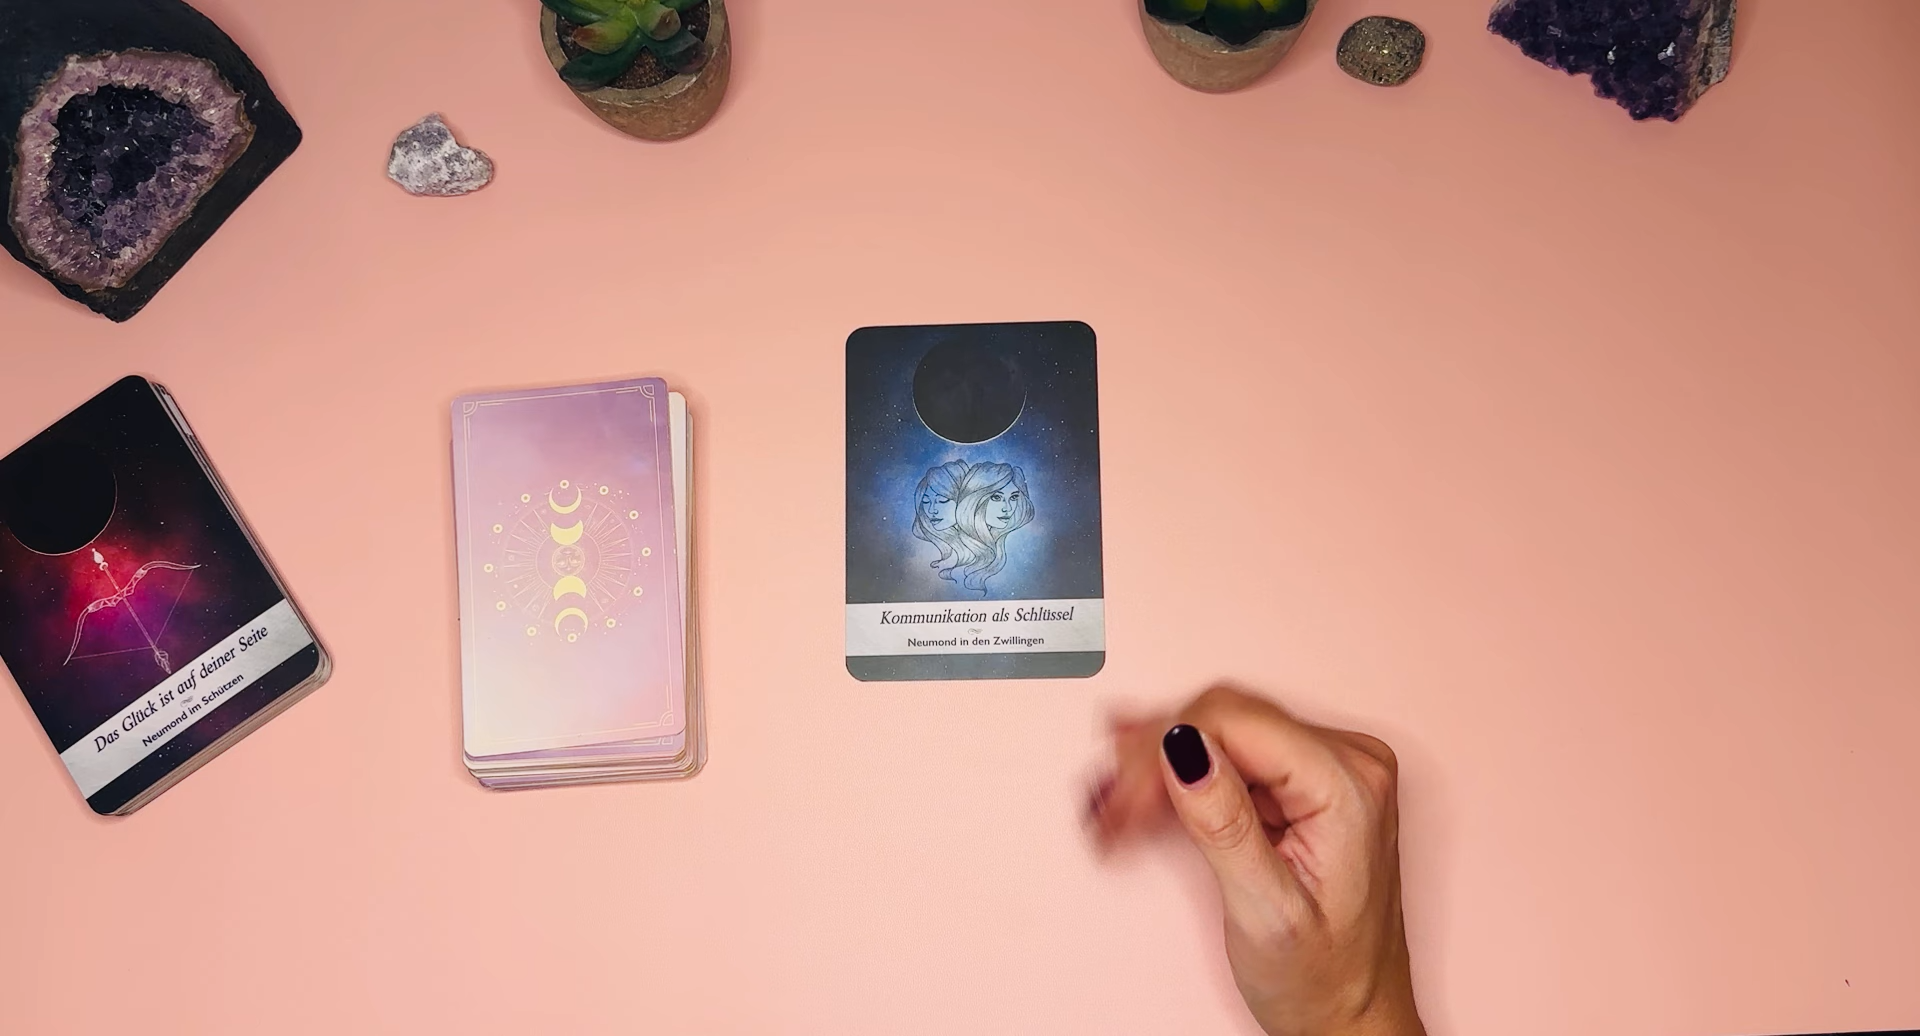 Das Glück ist auf deiner Seite
Neumond im Schützen
Kommunikation als Schlüssel
Neumond in den Zwillingen